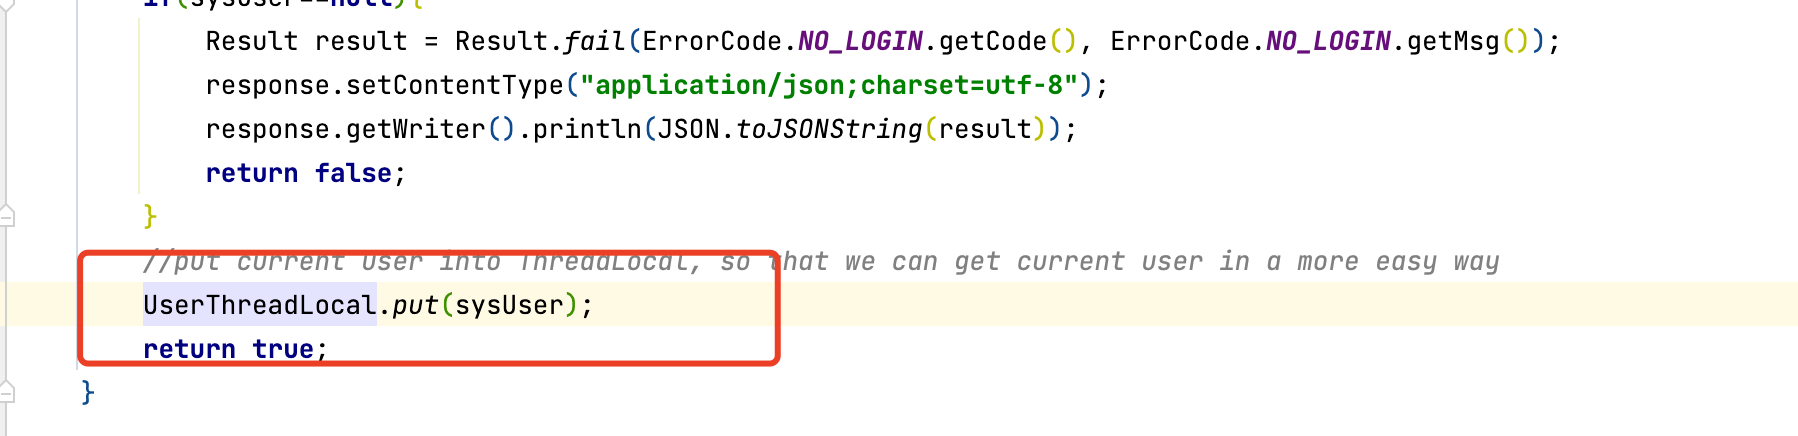 if(sysUser==null){
Result result = Result.fail(ErrorCode.NO_LOGIN.getCode(), ErrorCode.NO_LOGIN.getMsg());
response.setContentType("application/json;charset=utf-8");
response.getWriter().println(JSON.toJSONString(result));
return false;
}
//put current user into ThreadLocal, so that we can get current user in a more easy way
UserThreadLocal.put(sysUser);
return true;
}